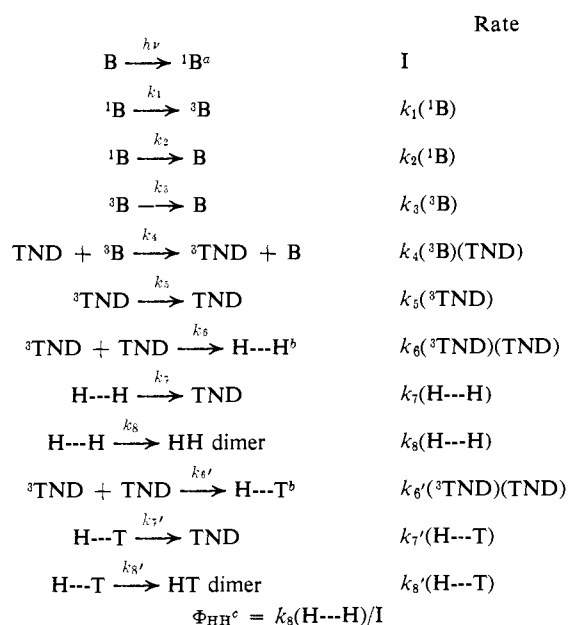 Rate
B —hν→ ¹Bᵃ I
¹B —k₁→ ³B k₁(¹B)
¹B —k₂→ B k₂(¹B)
³B —k₃→ B k₃(³B)
TND + ³B —k₄→ ³TND + B k₄(³B)(TND)
³TND —k₅→ TND k₅(³TND)
³TND + TND —k₆→ H---Hᵇ k₆(³TND)(TND)
H---H —k₇→ TND k₇(H---H)
H---H —k₈→ HH dimer k₈(H---H)
³TND + TND —k₆′→ H---Tᵇ k₆′(³TND)(TND)
H---T —k₇′→ TND k₇′(H---T)
H---T —k₈′→ HT dimer k₈′(H---T)
Φ_HHᶜ = k₈(H---H)/I